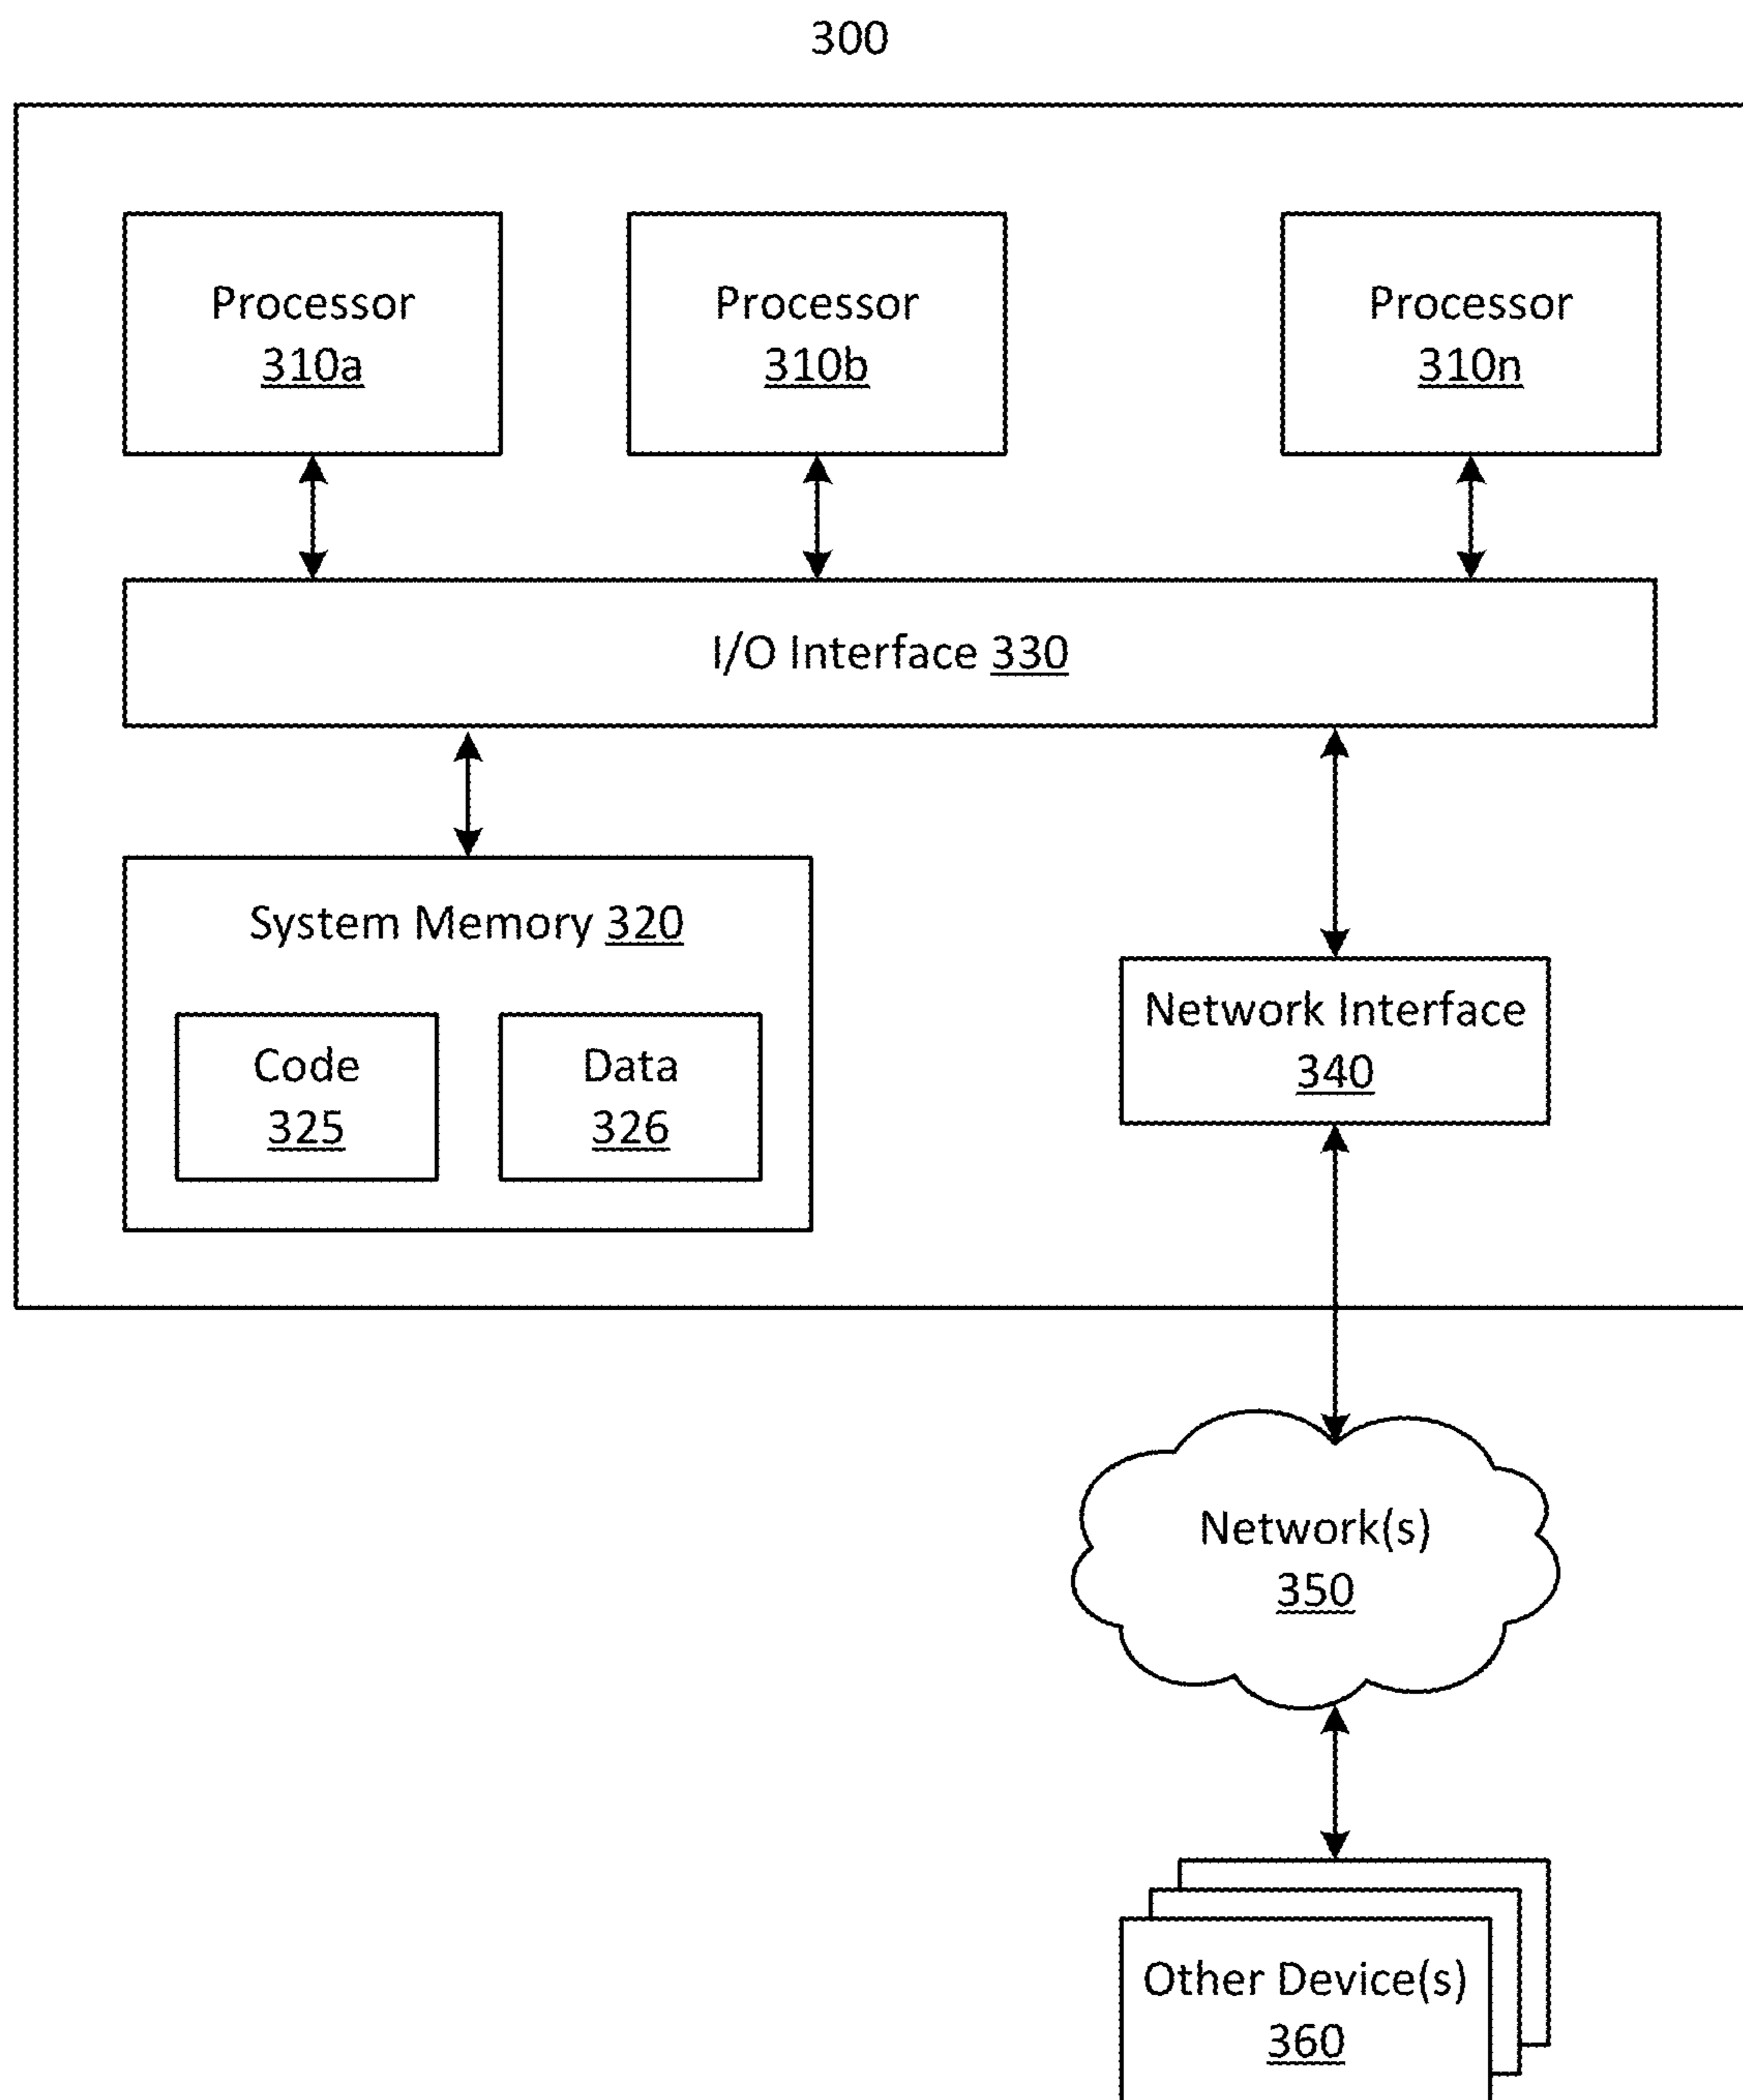 300
Processor
310a
Processor
310b
Processor
310n
I/O Interface 330
System Memory 320
Code
325
Data
326
Network Interface
340
Network(s)
350
Other Device(s)
360